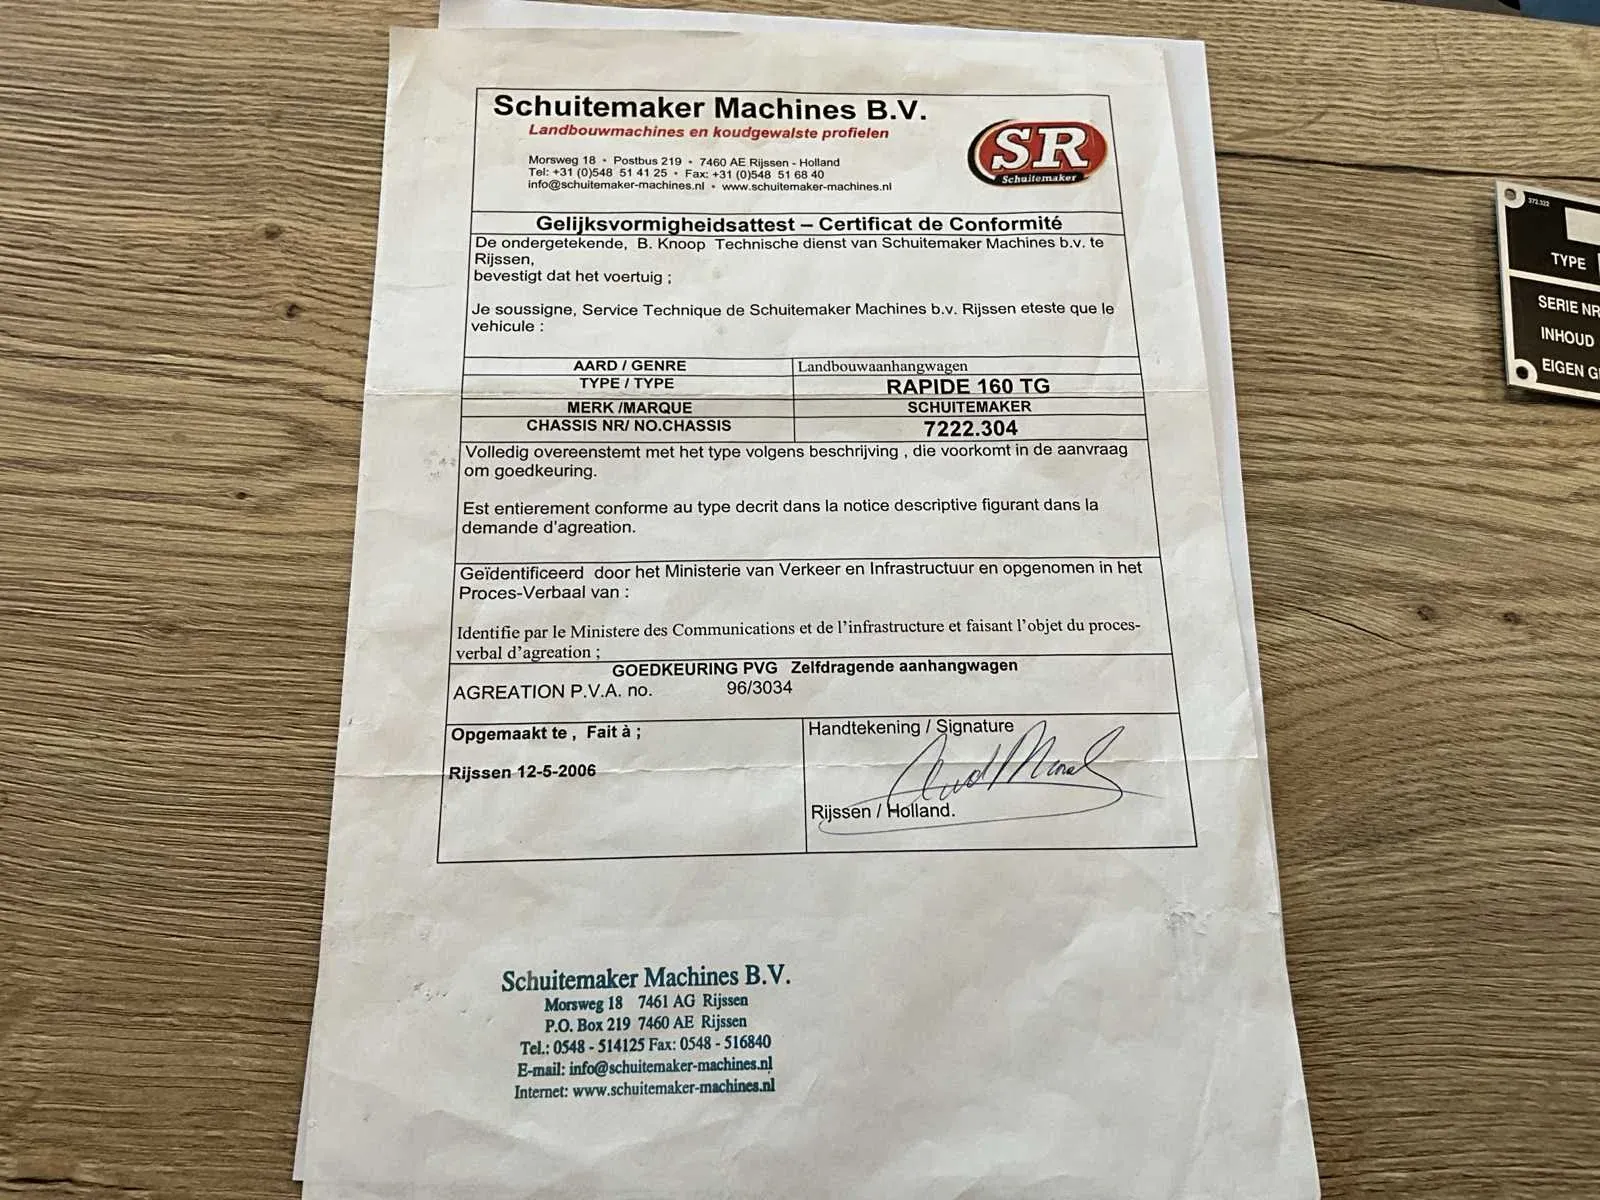 Schuitemaker Machines B.V.
Landbouwmachines en koudgewalste profielen
Morsweg 18 • Postbus 219 • 7460 AE Rijssen - Holland
Tel: +31 (0)548 51 41 25 • Fax: +31 (0)548 51 68 40
info@schuitemaker-machines.nl • www.schuitemaker-machines.nl
SR
Schuitemaker
Gelijksvormigheidsattest – Certificat de Conformité
De ondergetekende, B. Knoop Technische dienst van Schuitemaker Machines b.v. te
Rijssen,
bevestigt dat het voertuig ;
Je soussigne, Service Technique de Schuitemaker Machines b.v. Rijssen eteste que le
vehicule :
AARD / GENRE Landbouwaanhangwagen
TYPE / TYPE RAPIDE 160 TG
MERK /MARQUE SCHUITEMAKER
CHASSIS NR/ NO.CHASSIS 7222.304
Volledig overeenstemt met het type volgens beschrijving , die voorkomt in de aanvraag
om goedkeuring.
Est entierement conforme au type decrit dans la notice descriptive figurant dans la
demande d'agreation.
Geïdentificeerd door het Ministerie van Verkeer en Infrastructuur en opgenomen in het
Proces-Verbaal van :
Identifie par le Ministere des Communications et de l'infrastructure et faisant l'objet du proces-
verbal d'agreation ;
GOEDKEURING PVG Zelfdragende aanhangwagen
AGREATION P.V.A. no. 96/3034
Opgemaakt te , Fait à ;
Rijssen 12-5-2006
Handtekening / Signature
Rijssen / Holland.
Schuitemaker Machines B.V.
Morsweg 18 7461 AG Rijssen
P.O. Box 219 7460 AE Rijssen
Tel.: 0548 - 514125 Fax: 0548 - 516840
E-mail: info@schuitemaker-machines.nl
Internet: www.schuitemaker-machines.nl
372.322
TYPE
SERIE NR
INHOUD
EIGEN G